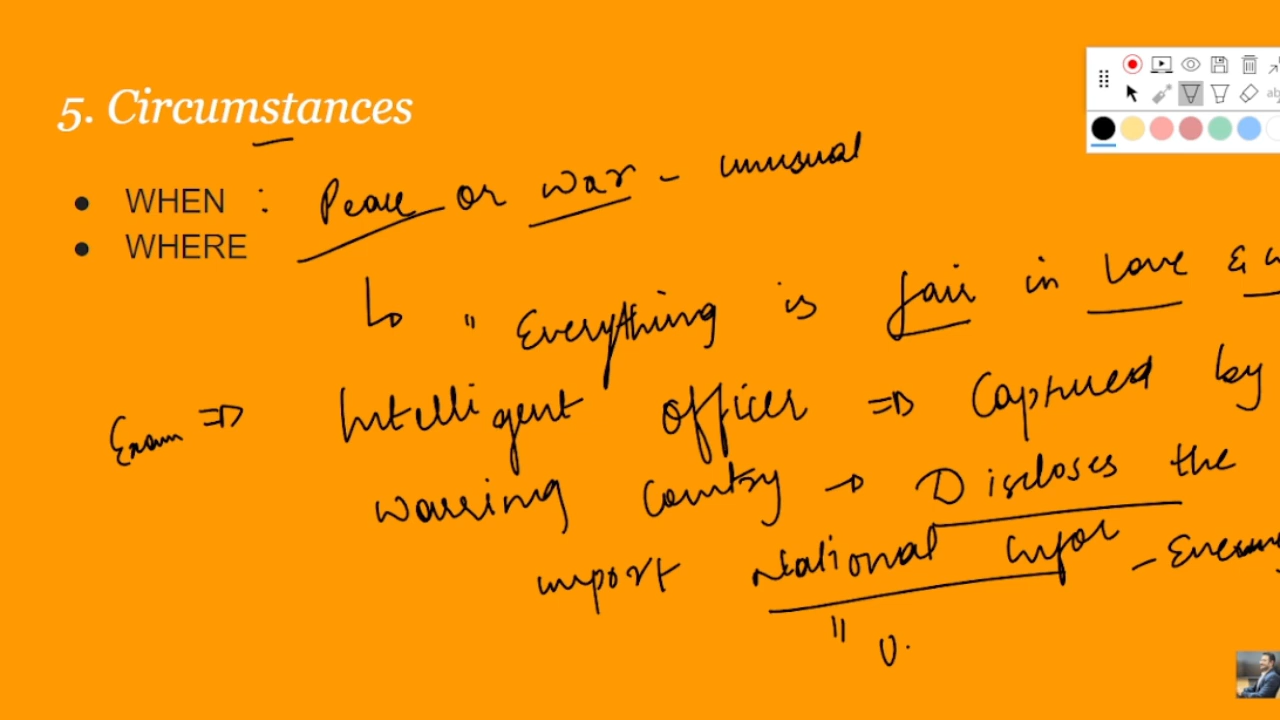 5. Circumstances
WHEN : Peace or war - unusual
WHERE
" Everything is fair in love & w
Exam ⇒ Intelligent officer ⇒ Captured by
warring country → Discloses the
import National infor - Enemy
" U.